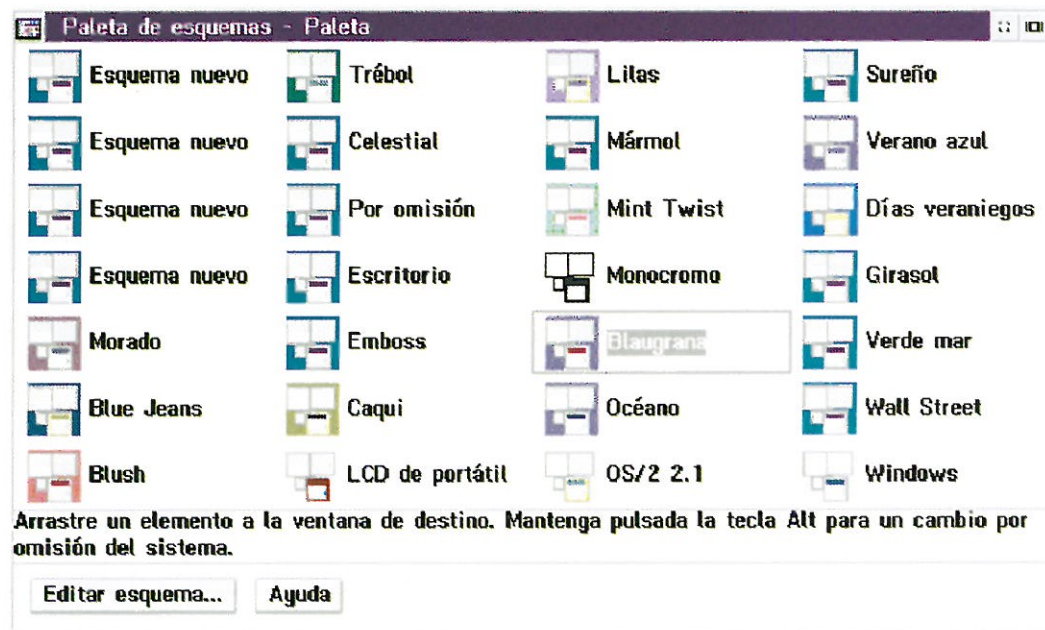 Paleta de esquemas - Paleta
Esquema nuevo Trébol Lilas Sureño
Esquema nuevo Celestial Mármol Verano azul
Esquema nuevo Por omisión Mint Twist Días veraniegos
Esquema nuevo Escritorio Monocromo Girasol
Morado Emboss Blaugrana Verde mar
Blue Jeans Caqui Océano Wall Street
Blush LCD de portátil OS/2 2.1 Windows
Arrastre un elemento a la ventana de destino. Mantenga pulsada la tecla Alt para un cambio por
omisión del sistema.
Editar esquema... Ayuda